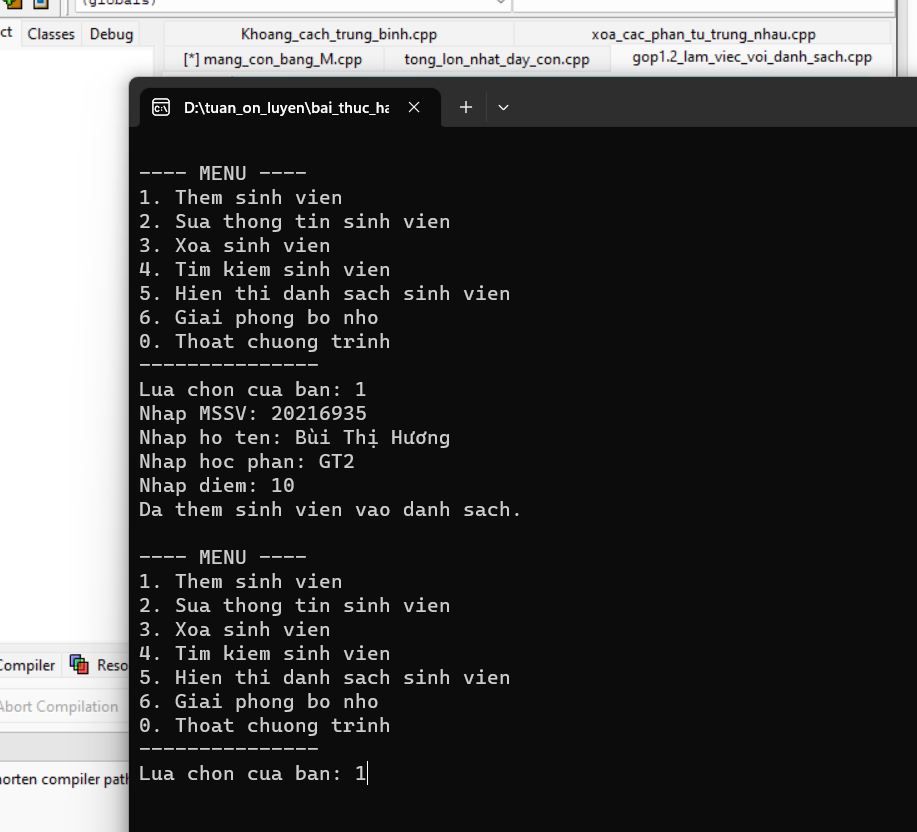 (globals)
ct Classes Debug
Khoang_cach_trung_binh.cpp xoa_cac_phan_tu_trung_nhau.cpp
[*] mang_con_bang_M.cpp tong_lon_nhat_day_con.cpp gop1.2_lam_viec_voi_danh_sach.cpp
D:\tuan_on_luyen\bai_thuc_ha
---- MENU ----
1. Them sinh vien
2. Sua thong tin sinh vien
3. Xoa sinh vien
4. Tim kiem sinh vien
5. Hien thi danh sach sinh vien
6. Giai phong bo nho
0. Thoat chuong trinh
---------------
Lua chon cua ban: 1
Nhap MSSV: 20216935
Nhap ho ten: Bùi Thị Hương
Nhap hoc phan: GT2
Nhap diem: 10
Da them sinh vien vao danh sach.
---- MENU ----
1. Them sinh vien
2. Sua thong tin sinh vien
3. Xoa sinh vien
4. Tim kiem sinh vien
5. Hien thi danh sach sinh vien
6. Giai phong bo nho
0. Thoat chuong trinh
---------------
Lua chon cua ban: 1
Compiler Reso
Abort Compilation
horten compiler path